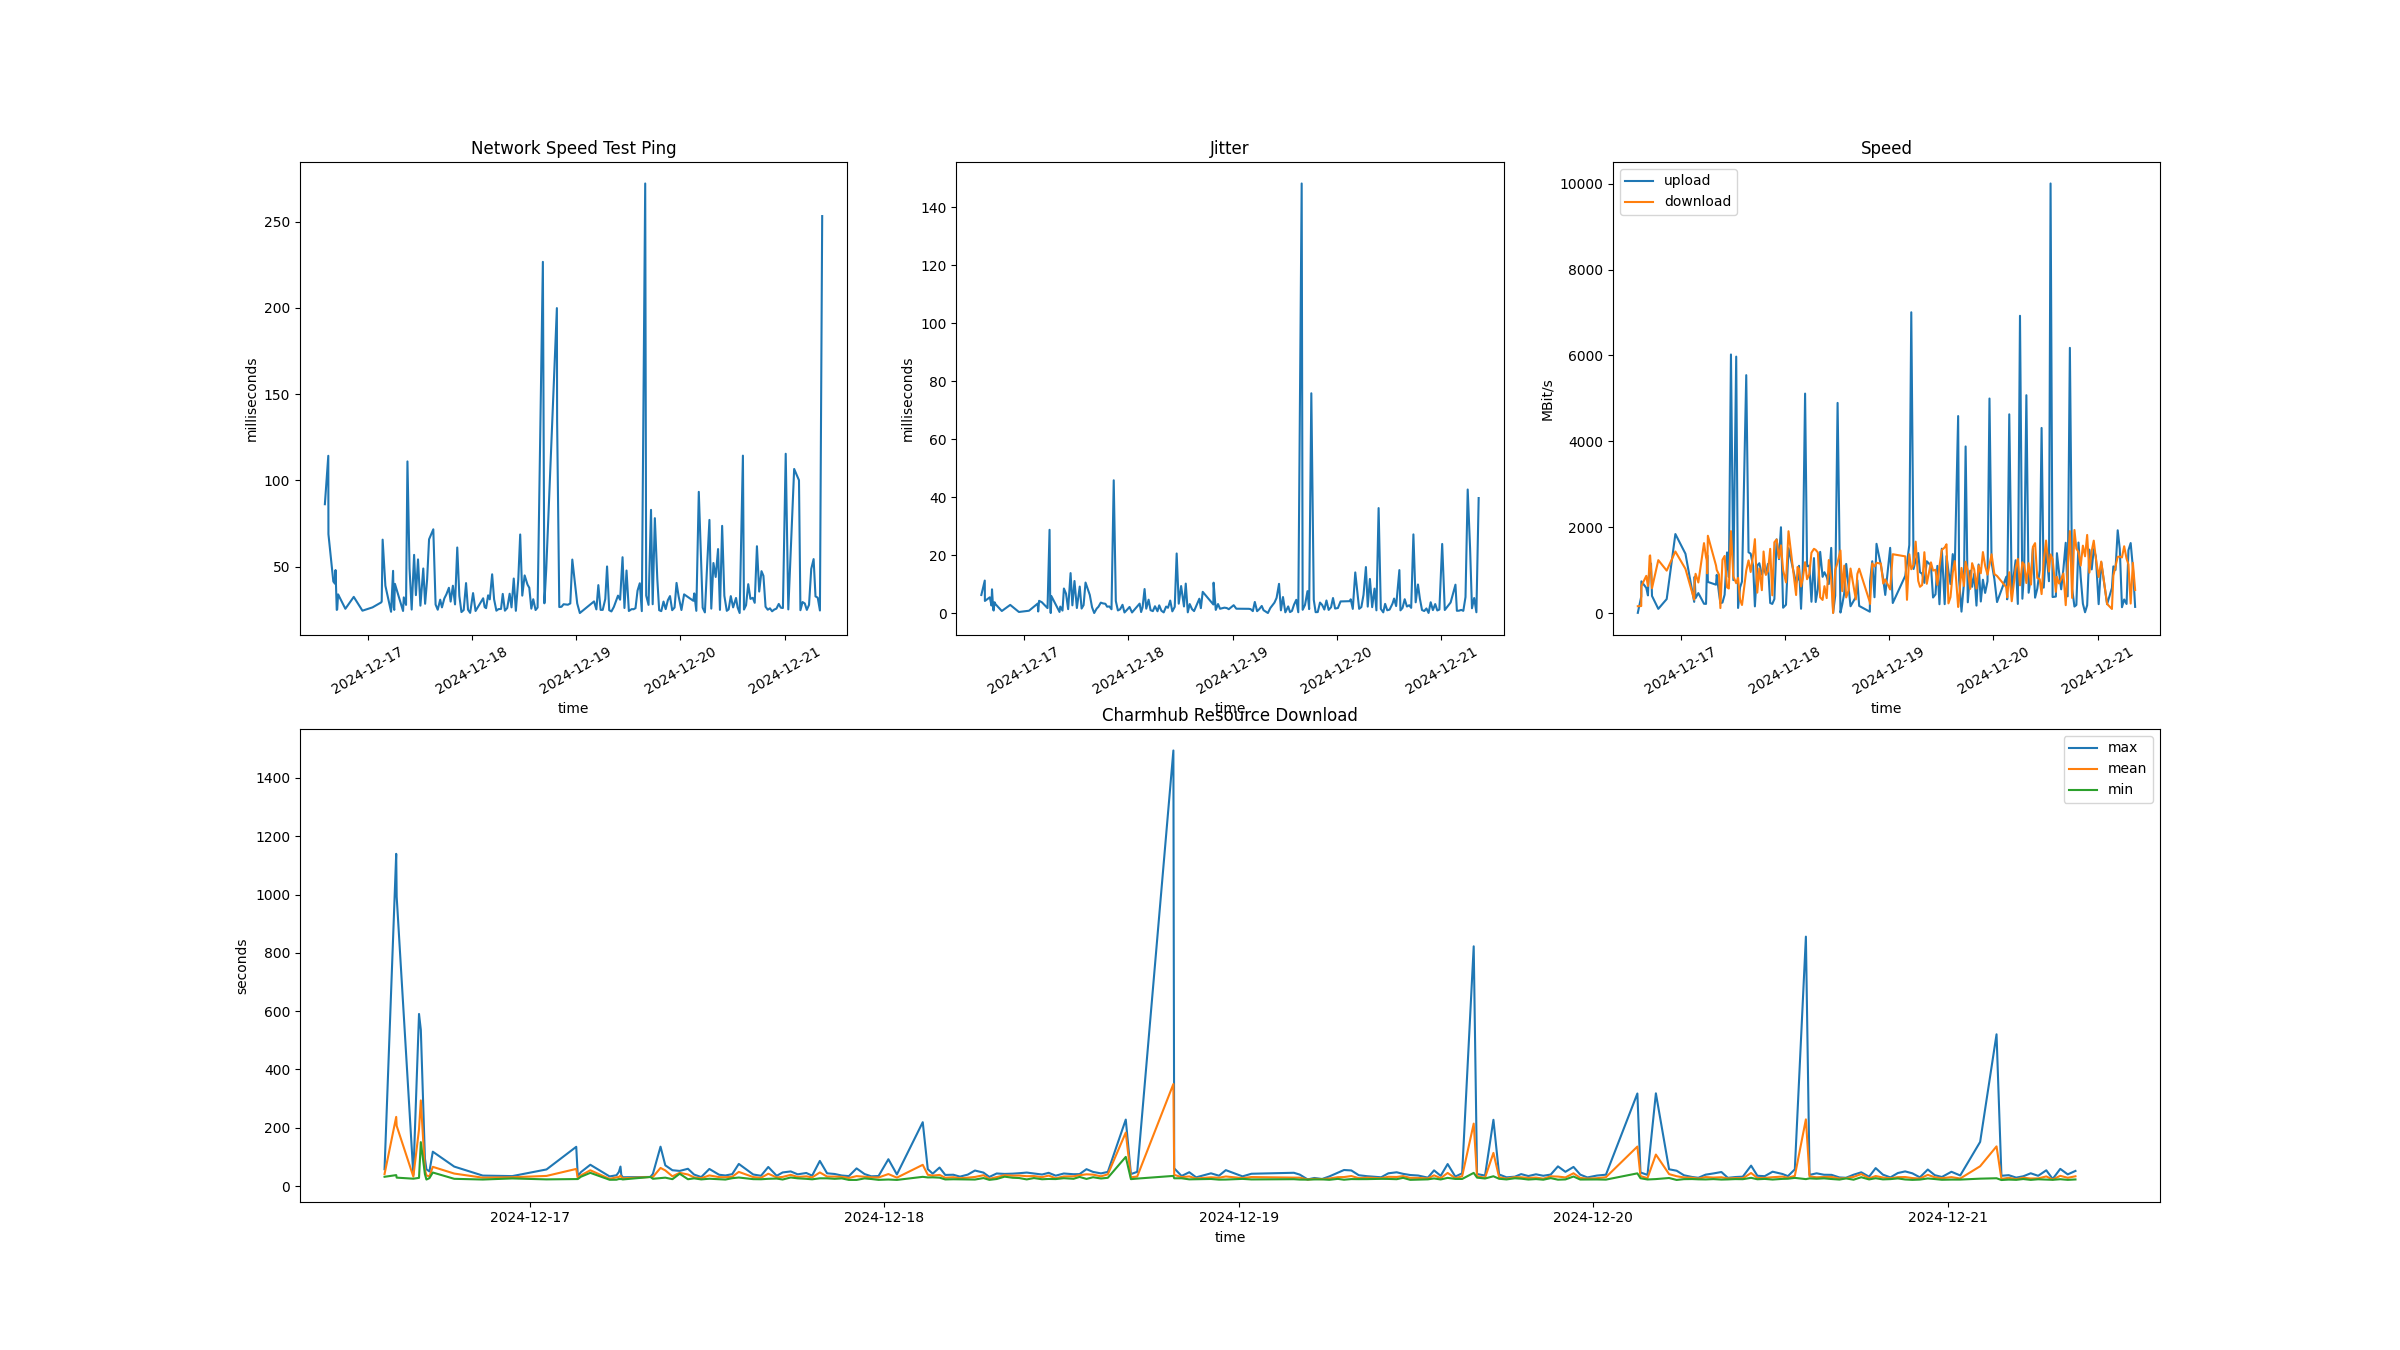 Network Speed Test Ping
250
200
150
100
50
milliseconds
2024-12-17
2024-12-18
2024-12-19
2024-12-20
2024-12-21
time
Jitter
140
120
100
80
60
40
20
0
milliseconds
2024-12-17
2024-12-18
2024-12-19
2024-12-20
2024-12-21
time
Speed
upload
download
10000
8000
6000
4000
2000
0
MBit/s
2024-12-17
2024-12-18
2024-12-19
2024-12-20
2024-12-21
time
Charmhub Resource Download
max
mean
min
1400
1200
1000
800
600
400
200
0
seconds
2024-12-17
2024-12-18
2024-12-19
2024-12-20
2024-12-21
time